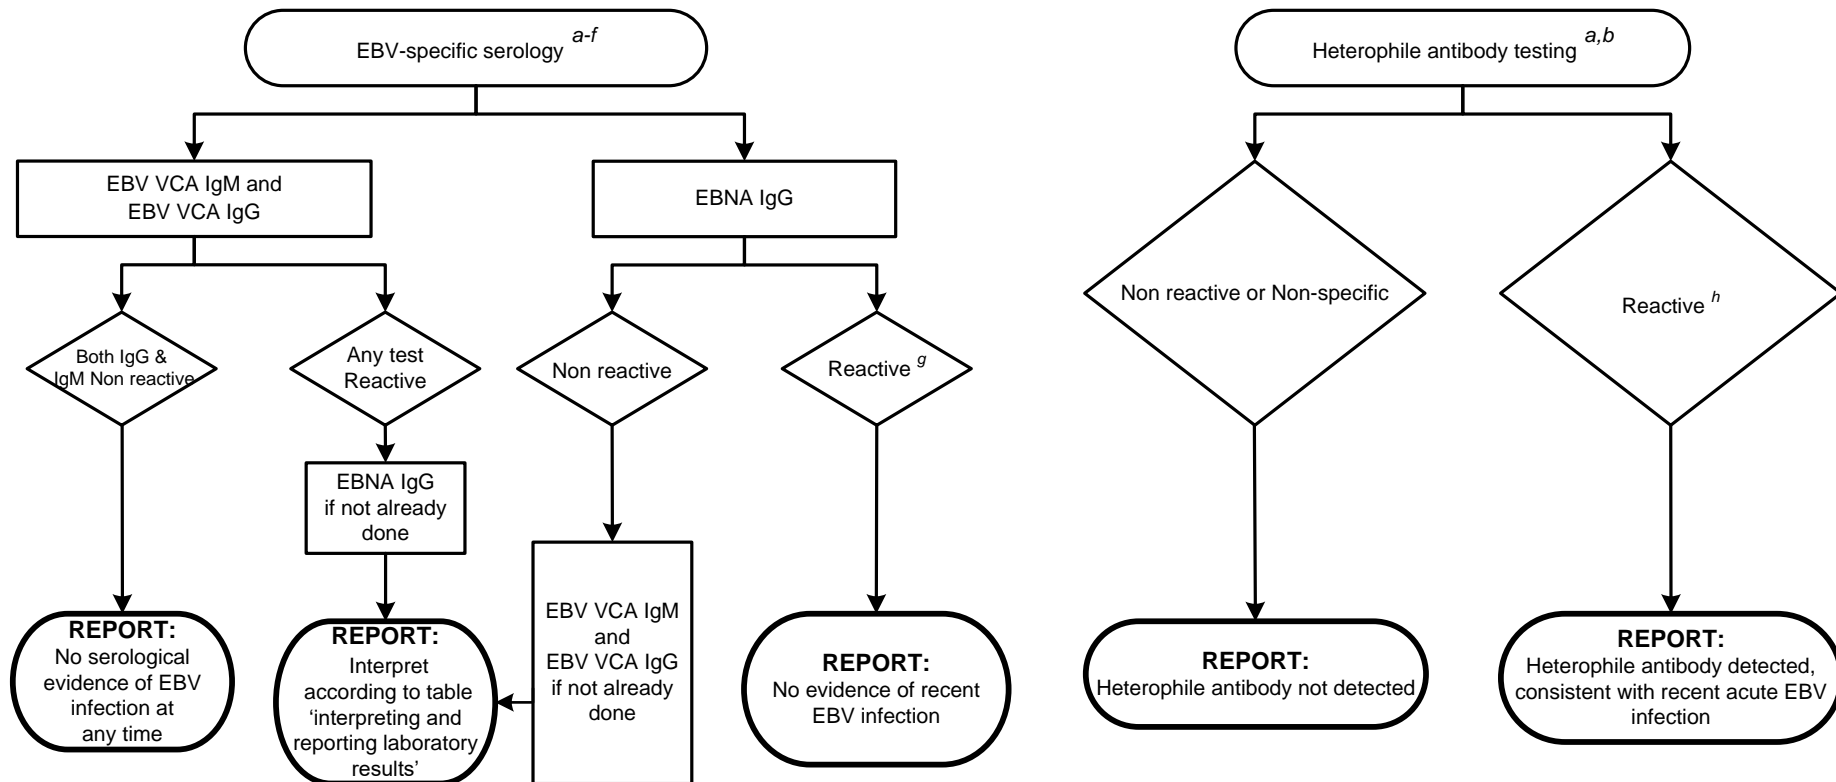 EBV-specific serology a-f
Heterophile antibody testing a,b
EBV VCA IgM and
EBV VCA IgG
EBNA IgG
Both IgG &
IgM Non reactive
Any test
Reactive
Non reactive
Reactive g
Non reactive or Non-specific
Reactive h
EBNA IgG
if not already
done
EBV VCA IgM
and
EBV VCA IgG
if not already
done
REPORT:
No serological
evidence of EBV
infection at
any time
REPORT:
Interpret
according to table
‘interpreting and
reporting laboratory
results’
REPORT:
No evidence of recent
EBV infection
REPORT:
Heterophile antibody not detected
REPORT:
Heterophile antibody detected,
consistent with recent acute EBV
infection